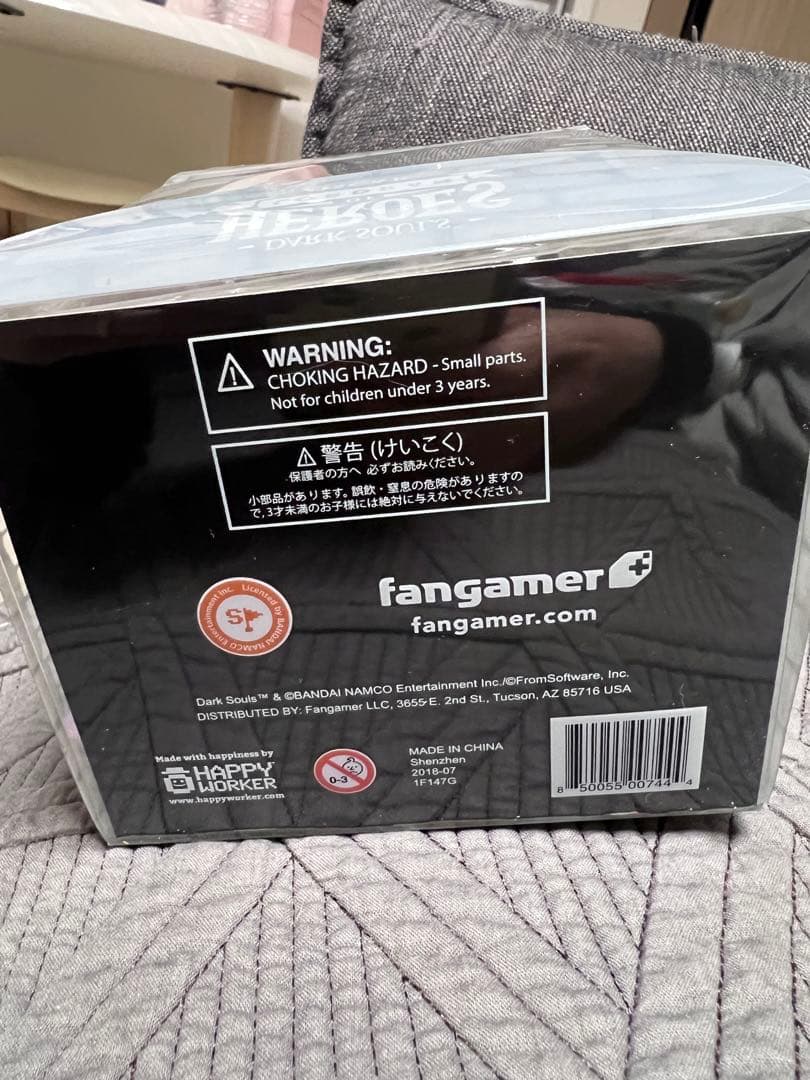 HEROES
- DARK SOULS -
WARNING:
CHOKING HAZARD - Small parts.
Not for children under 3 years.
警告 (けいこく)
保護者の方へ 必ずお読みください。
小部品があります。誤飲・窒息の危険がありますの
で、3才未満のお子様には絶対に与えないでください。
Licensed by BANDAI NAMCO Entertainment Inc.
fangamer
fangamer.com
Dark Souls™ & ©BANDAI NAMCO Entertainment Inc./©FromSoftware, Inc.
DISTRIBUTED BY: Fangamer LLC, 3655 E. 2nd St., Tucson, AZ 85716 USA
Made with happiness by
HAPPY
WORKER
www.happyworker.com
0-3
MADE IN CHINA
Shenzhen
2018-07
1F147G
8 50055 00744 4